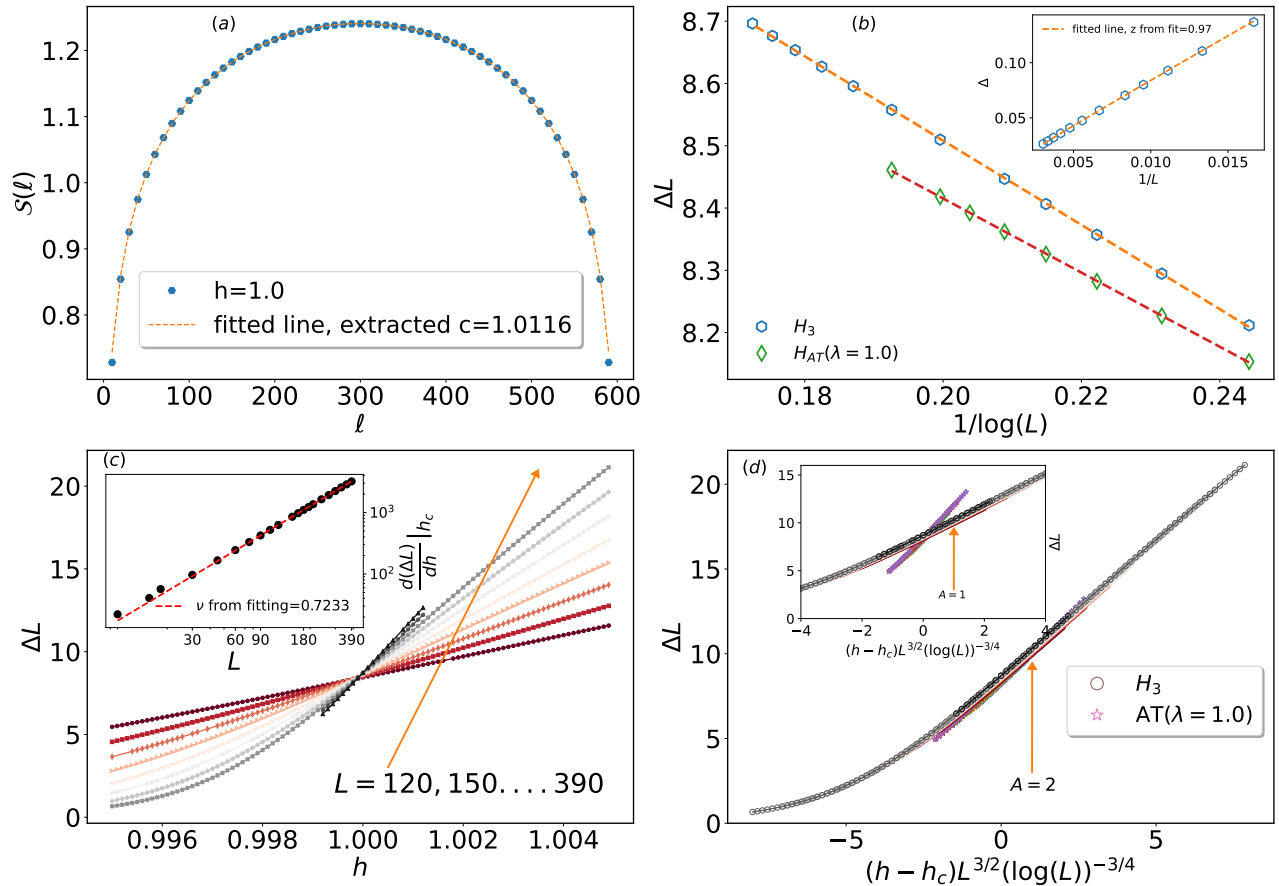 (a)
1.2
1.1
1.0
0.9
0.8
S(ℓ)
h=1.0
fitted line, extracted c=1.0116
0
100
200
300
400
500
600
ℓ
(b)
8.7
8.6
8.5
8.4
8.3
8.2
ΔL
fitted line, z from fit=0.97
0.10
0.05
Δ
0.005
0.010
0.015
1/L
H₃
H_AT(λ = 1.0)
0.18
0.20
0.22
0.24
1/log(L)
(c)
20
15
10
5
0
ΔL
10³
10²
d(ΔL)/dh|h_c
ν from fitting=0.7233
30
60
90
180
390
L
L = 120, 150. . . . 390
0.996
0.998
1.000
1.002
1.004
h
(d)
20
15
10
5
0
ΔL
15
10
5
0
ΔL
A = 1
−4
−2
0
2
4
(h − h_c)L^{3/2}(log(L))^{−3/4}
H₃
AT(λ = 1.0)
A = 2
−5
0
5
(h − h_c)L^{3/2}(log(L))^{−3/4}